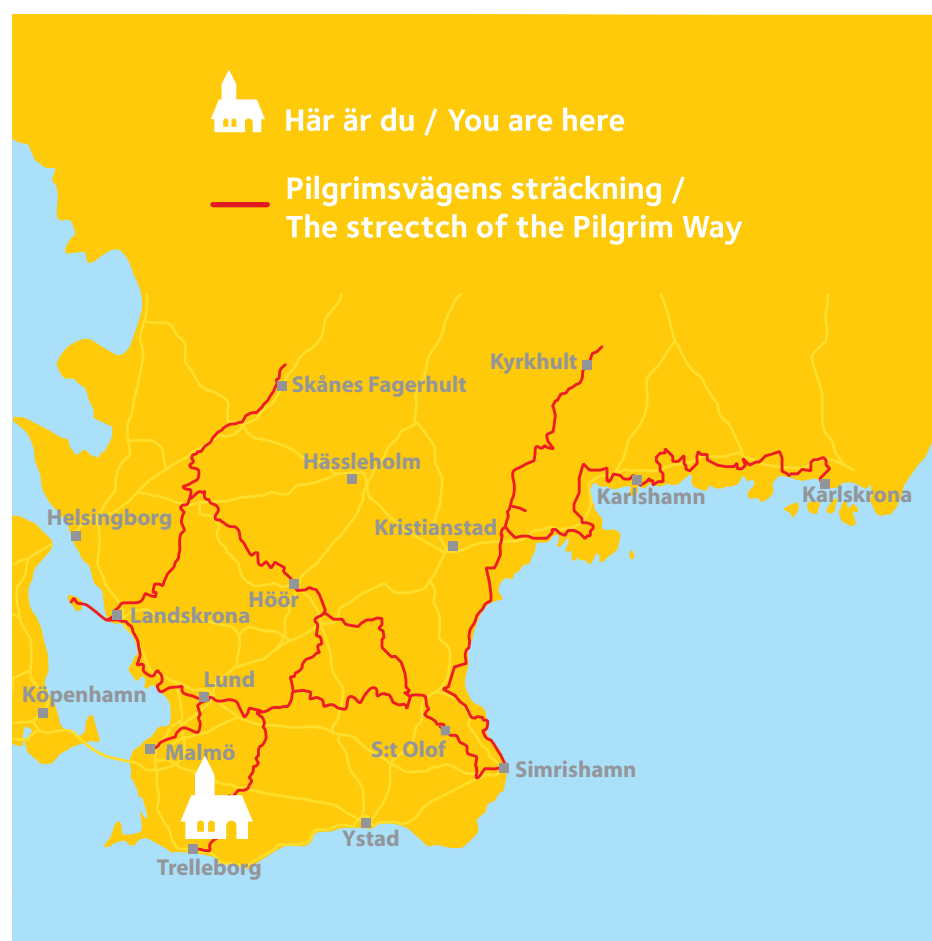 Här är du / You are here
Pilgrimsvägens sträckning /
The strectch of the Pilgrim Way
Kyrkhult
Skånes Fagerhult
Hässleholm
Karlshamn
Karlskrona
Helsingborg
Kristianstad
Höör
Landskrona
Lund
Köpenhamn
Malmö
S:t Olof
Simrishamn
Ystad
Trelleborg